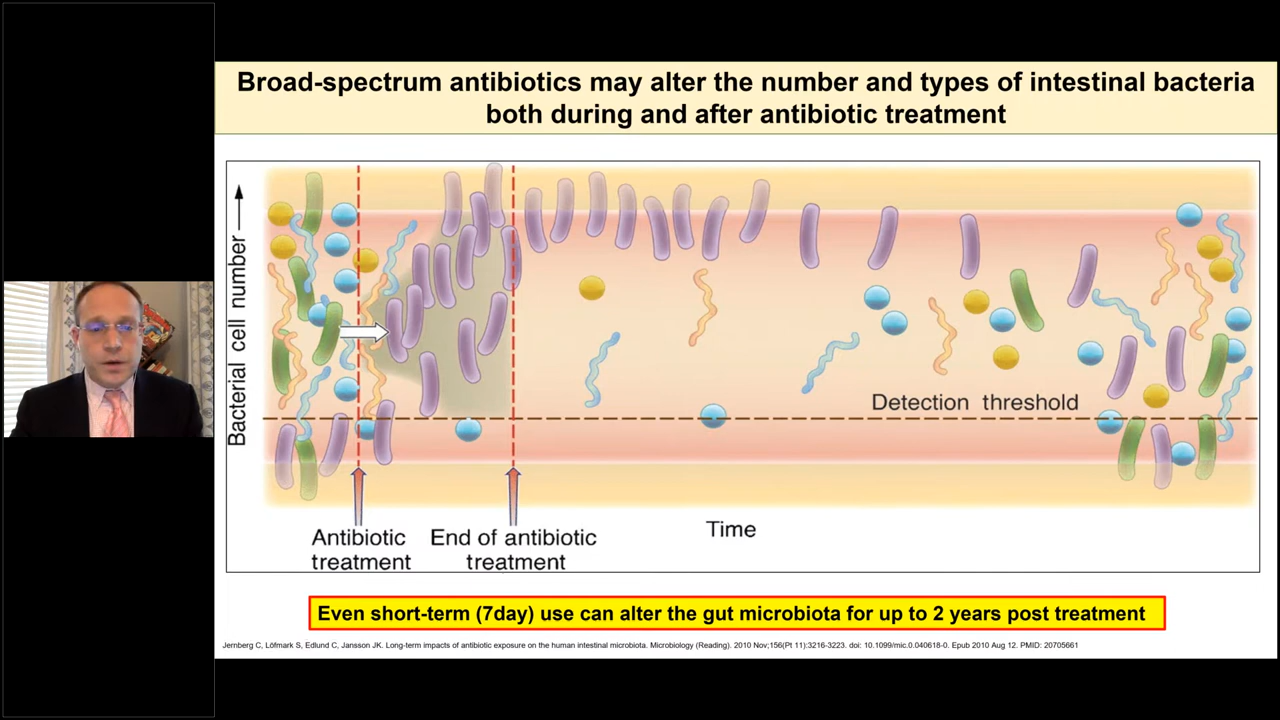 Broad-spectrum antibiotics may alter the number and types of intestinal bacteria
both during and after antibiotic treatment
Bacterial cell number
Detection threshold
Antibiotic
treatment
End of antibiotic
treatment
Time
Even short-term (7day) use can alter the gut microbiota for up to 2 years post treatment
Jernberg C, Löfmark S, Edlund C, Jansson JK. Long-term impacts of antibiotic exposure on the human intestinal microbiota. Microbiology (Reading). 2010 Nov;156(Pt 11):3216-3223. doi: 10.1099/mic.0.040618-0. Epub 2010 Aug 12. PMID: 20705661